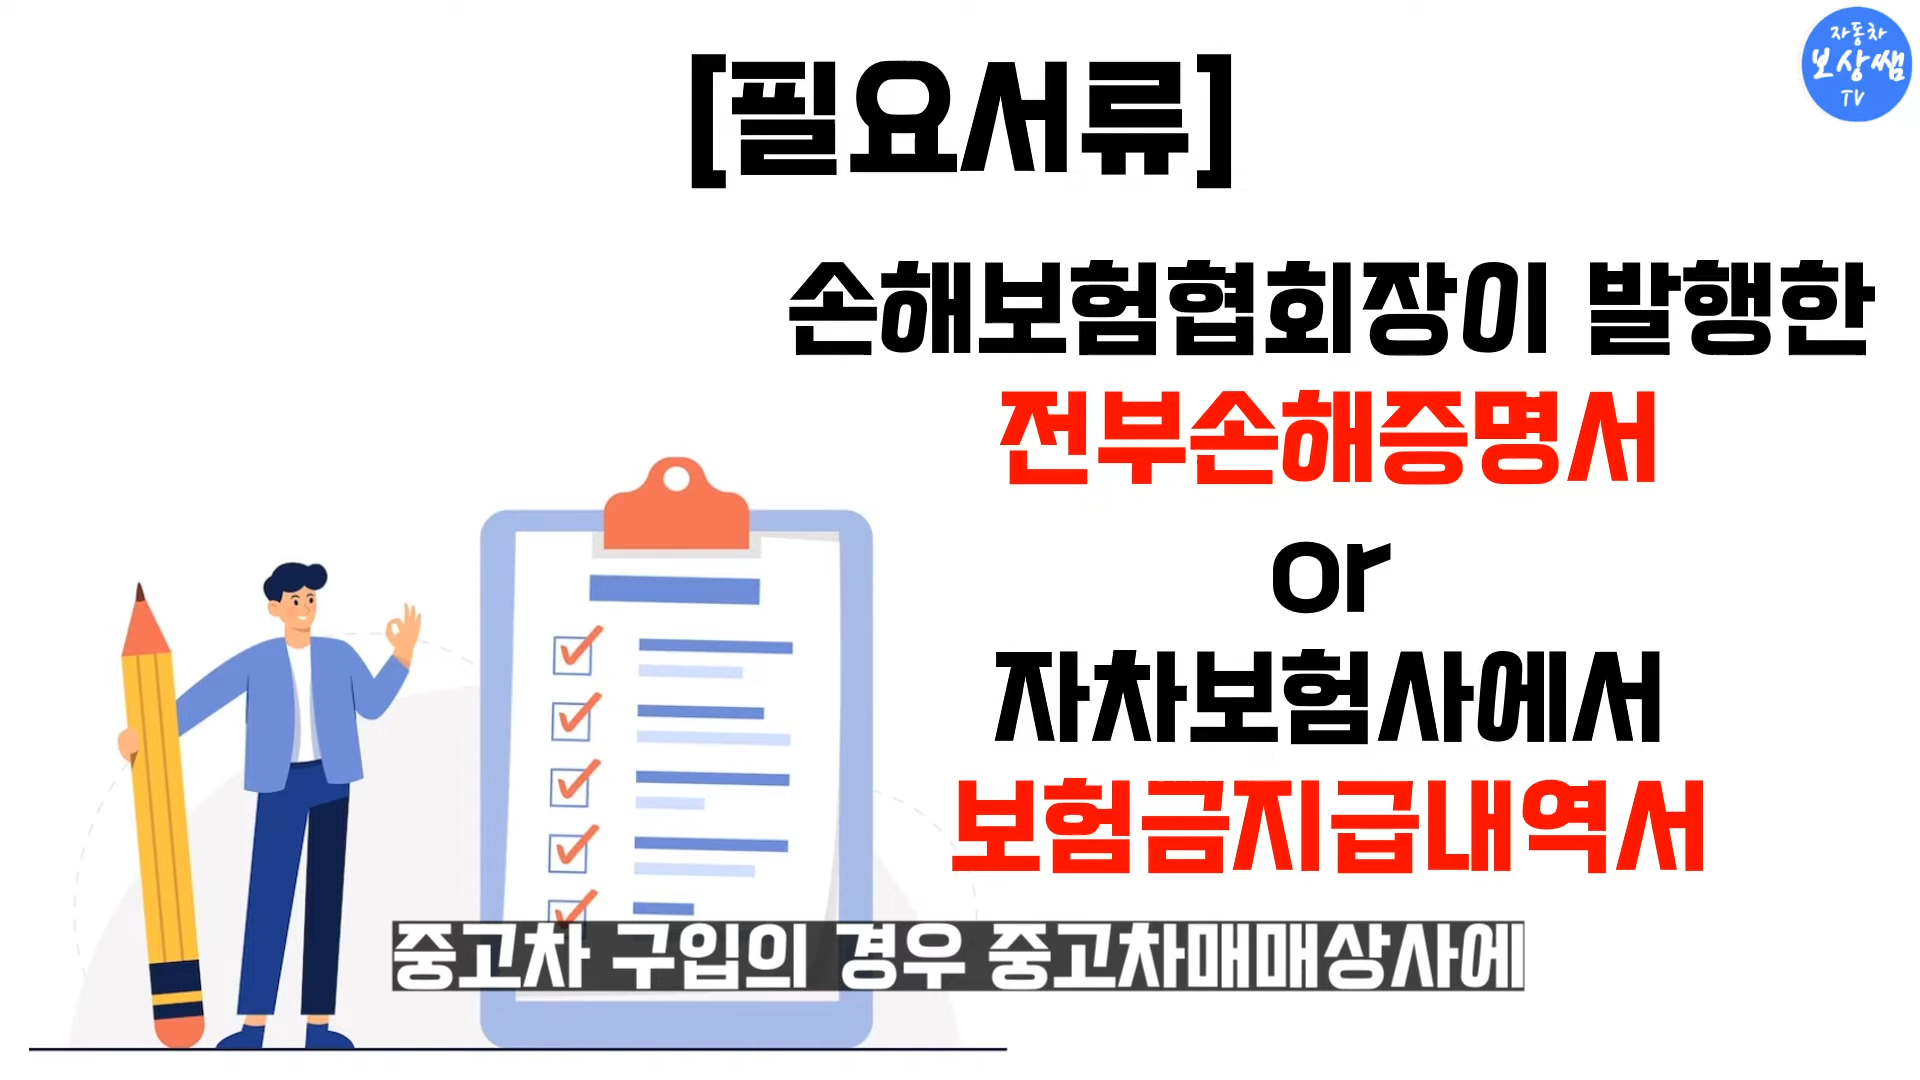 자동차
보상쌤
TV
[필요서류]
손해보험협회장이 발행한
전부손해증명서
or
자차보험사에서
보험금지급내역서
중고차 구입의 경우 중고차매매상사에